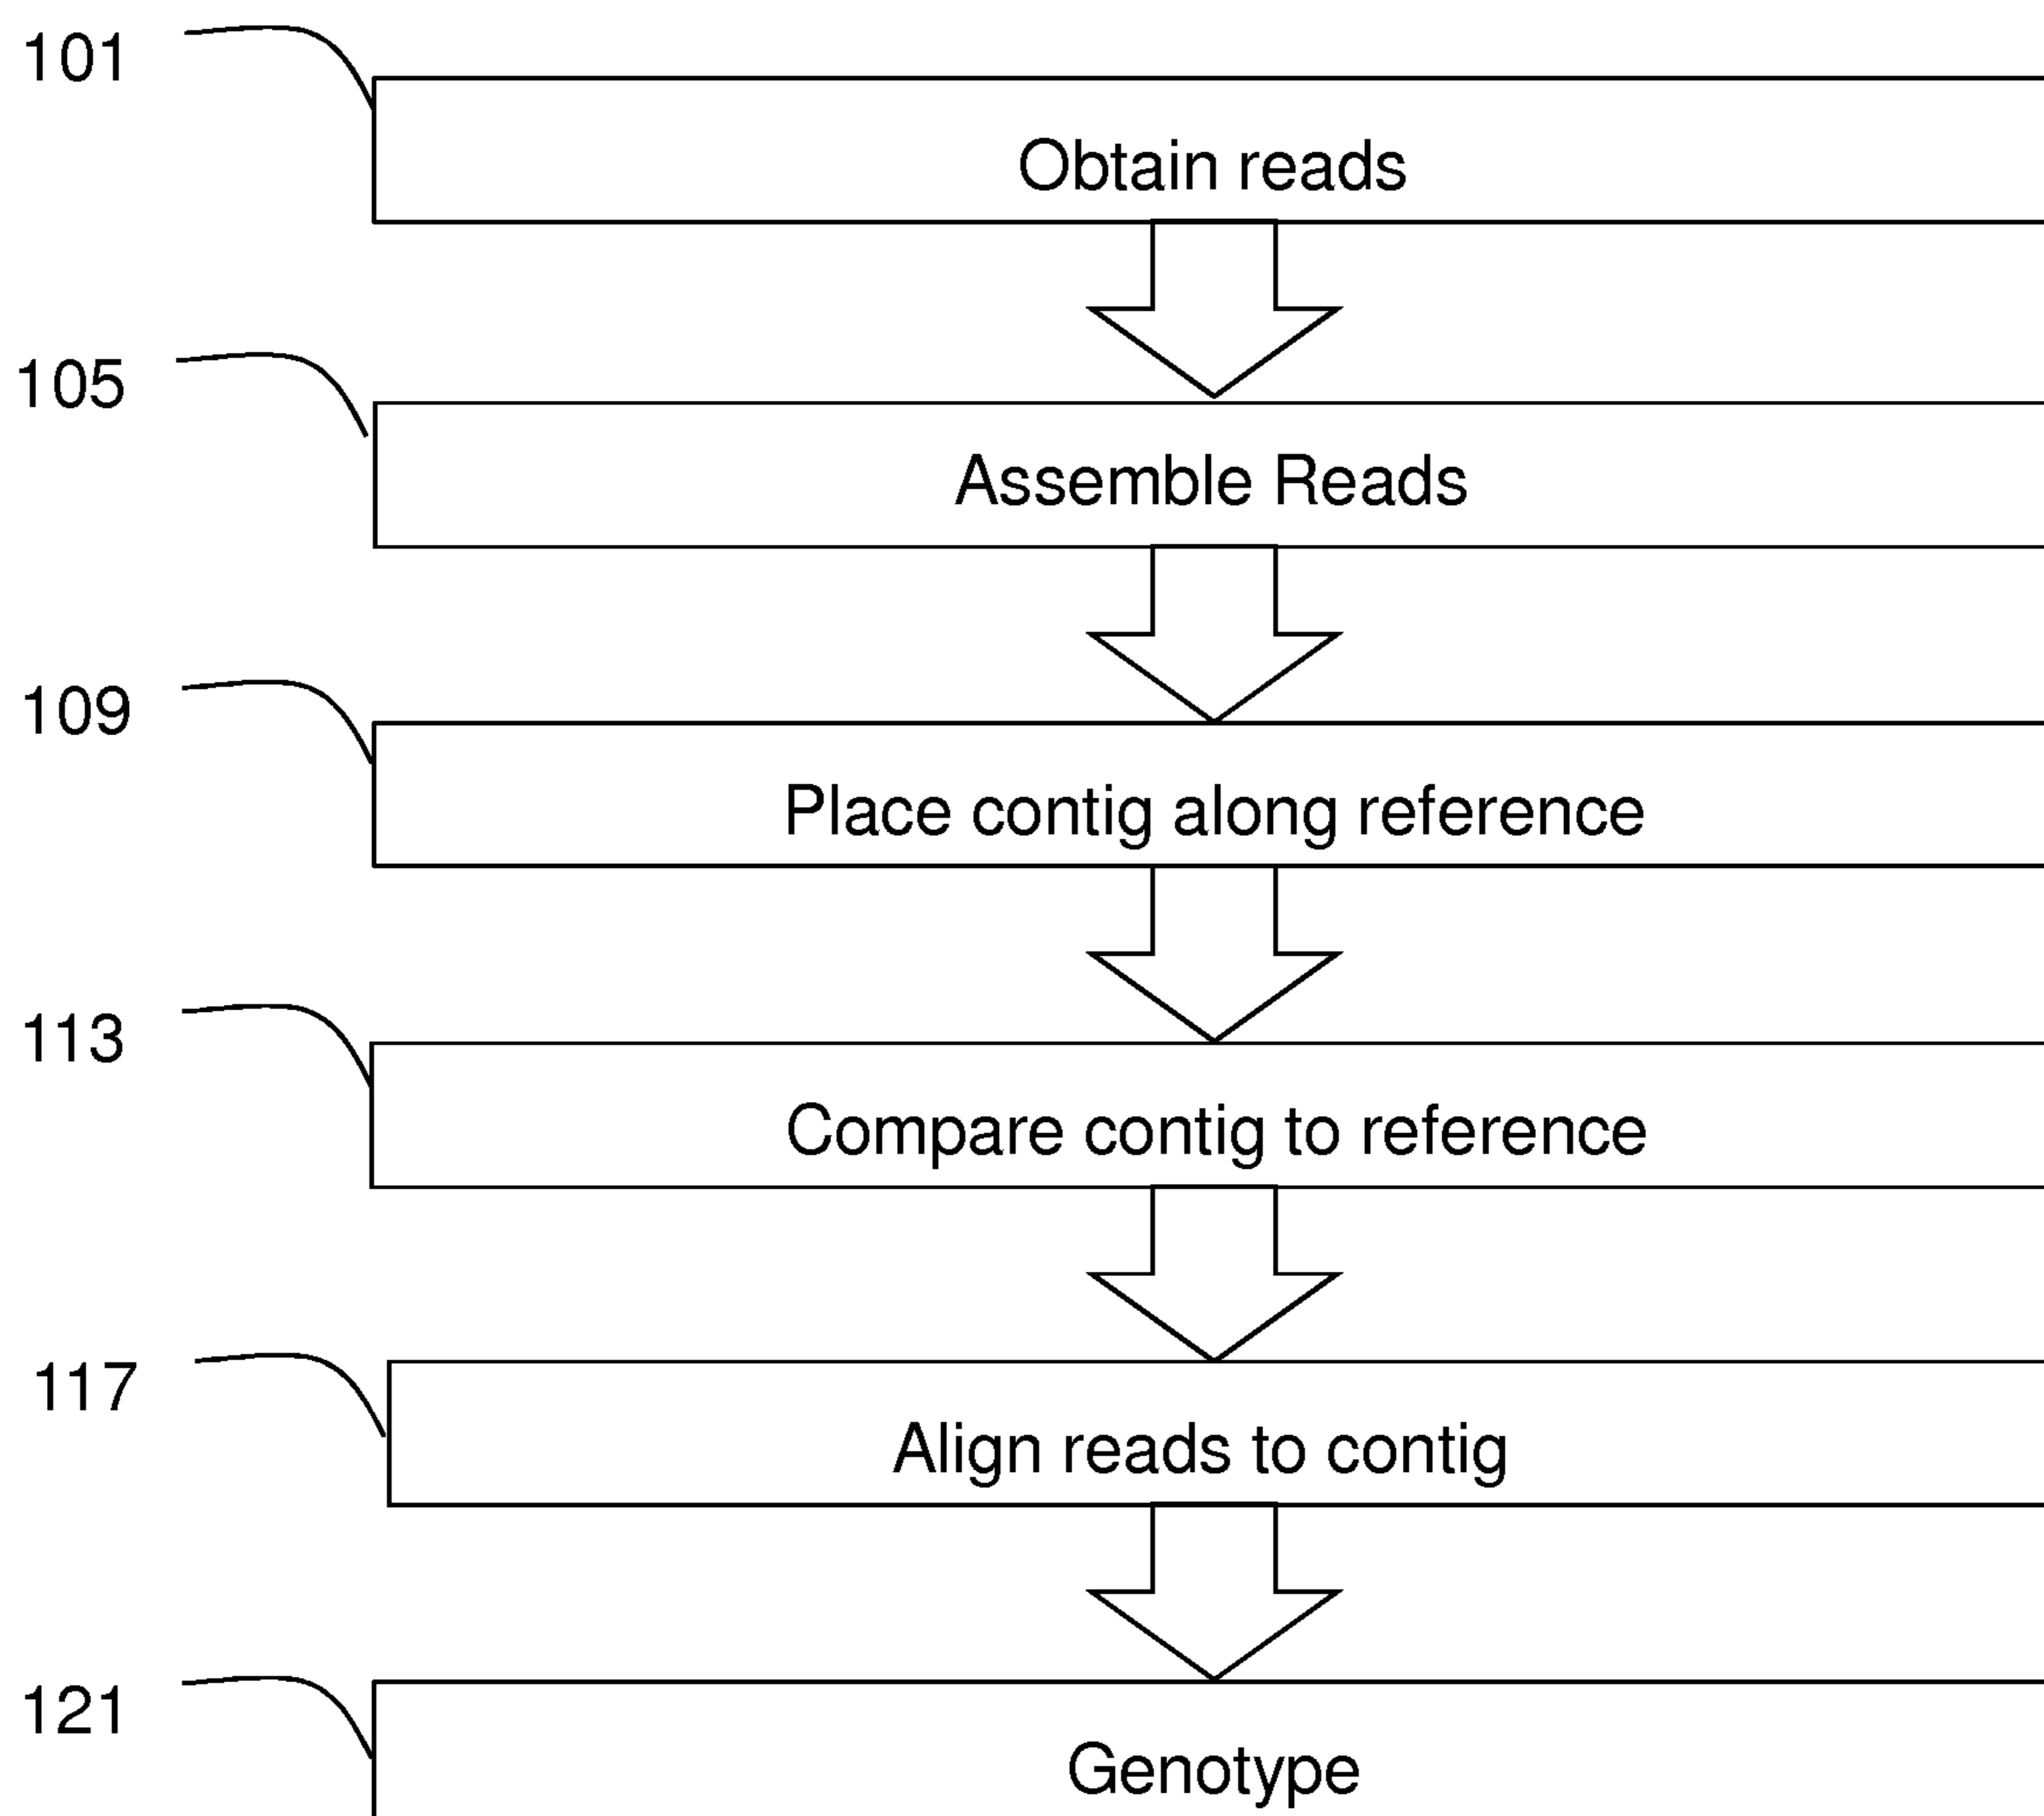 101
Obtain reads
105
Assemble Reads
109
Place contig along reference
113
Compare contig to reference
117
Align reads to contig
121
Genotype